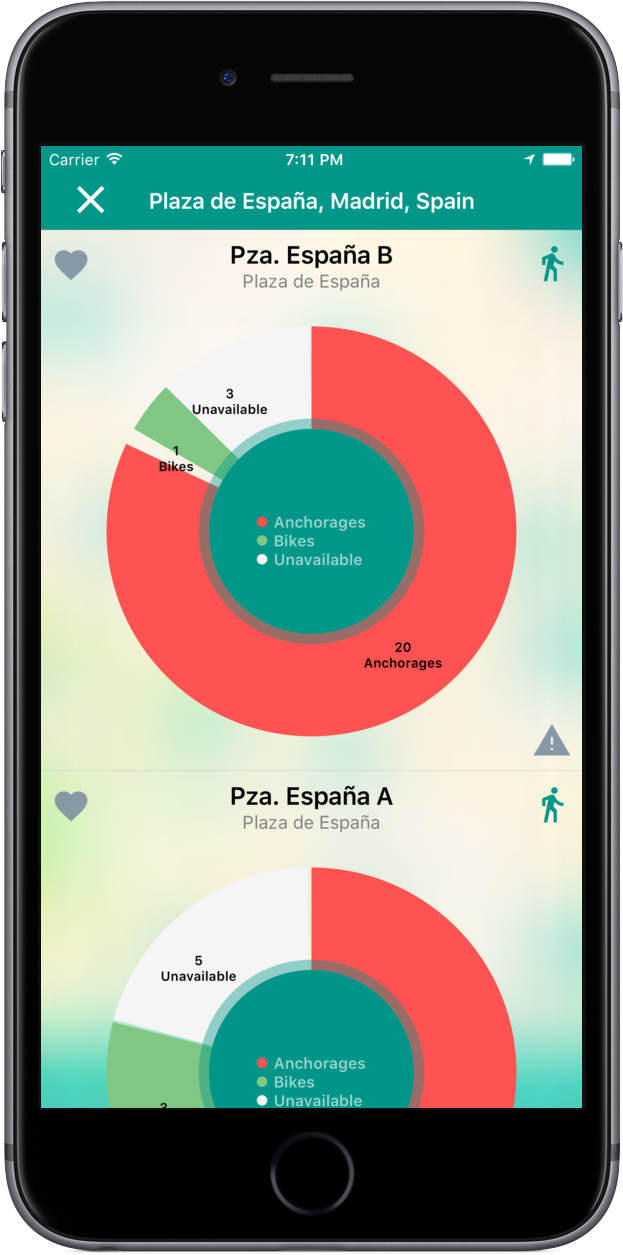 Carrier 7:11 PM
Plaza de España, Madrid, Spain
Pza. España B
Plaza de España
3
Unavailable
1
Bikes
Anchorages
Bikes
Unavailable
20
Anchorages
Pza. España A
Plaza de España
5
Unavailable
Anchorages
Bikes
Unavailable
3